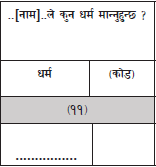 ..[नाम]..ले कुन धर्म मान्नुहुन्छ ?
धर्म (कोड)
(११)
................